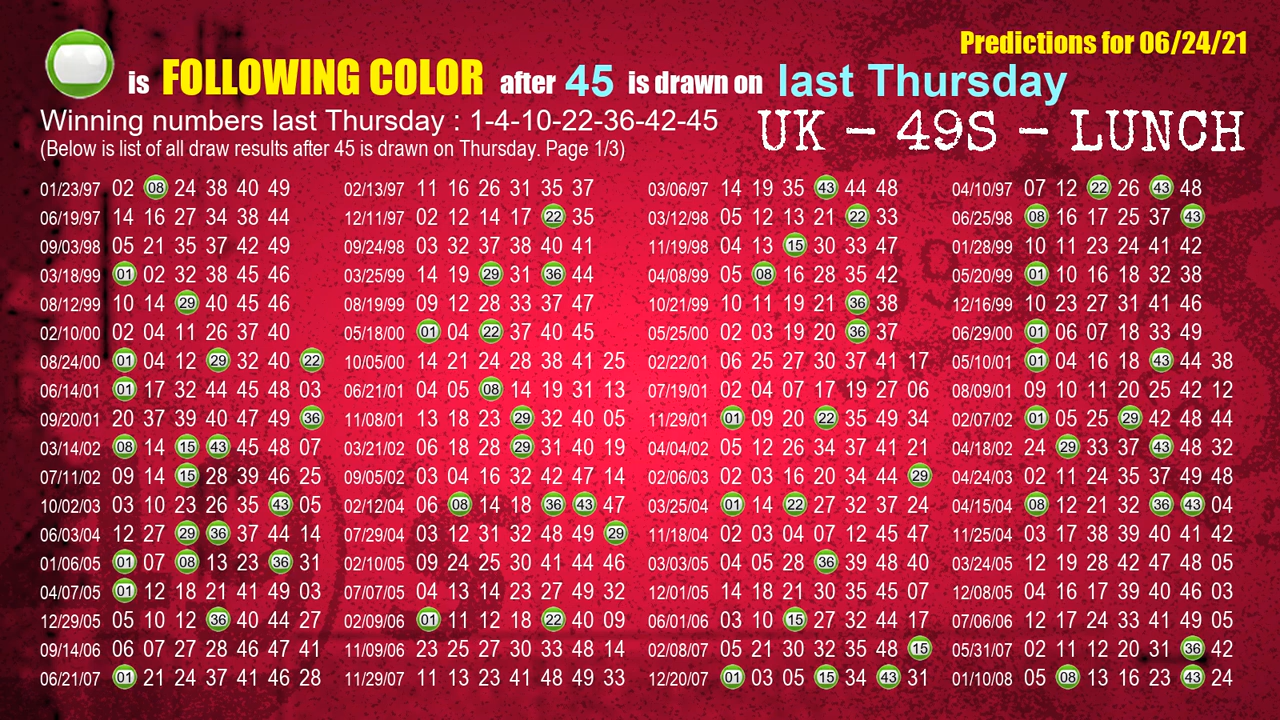 Predictions for 06/24/21
is FOLLOWING COLOR after 45 is drawn on last Thursday
Winning numbers last Thursday : 1-4-10-22-36-42-45
UK - 49S - LUNCH
(Below is list of all draw results after 45 is drawn on Thursday. Page 1/3)
01/23/97 02 08 24 38 40 49 02/13/97 11 16 26 31 35 37 03/06/97 14 19 35 43 44 48 04/10/97 07 12 22 26 43 48
06/19/97 14 16 27 34 38 44 12/11/97 02 12 14 17 22 35 03/12/98 05 12 13 21 22 33 06/25/98 08 16 17 25 37 43
09/03/98 05 21 35 37 42 49 09/24/98 03 32 37 38 40 41 11/19/98 04 13 15 30 33 47 01/28/99 10 11 23 24 41 42
03/18/99 01 02 32 38 45 46 03/25/99 14 19 29 31 36 44 04/08/99 05 08 16 28 35 42 05/20/99 01 10 16 18 32 38
08/12/99 10 14 29 40 45 46 08/19/99 09 12 28 33 37 47 10/21/99 10 11 19 21 36 38 12/16/99 10 23 27 31 41 46
02/10/00 02 04 11 26 37 40 05/18/00 01 04 22 37 40 45 05/25/00 02 03 19 20 36 37 06/29/00 01 06 07 18 33 49
08/24/00 01 04 12 29 32 40 22 10/05/00 14 21 24 28 38 41 25 02/22/01 06 25 27 30 37 41 17 05/10/01 01 04 16 18 43 44 38
06/14/01 01 17 32 44 45 48 03 06/21/01 04 05 08 14 19 31 13 07/19/01 02 04 07 17 19 27 06 08/09/01 09 10 11 20 25 42 12
09/20/01 20 37 39 40 47 49 36 11/08/01 13 18 23 29 32 40 05 11/29/01 01 09 20 22 35 49 34 02/07/02 01 05 25 29 42 48 44
03/14/02 08 14 15 43 45 48 07 03/21/02 06 18 28 29 31 40 19 04/04/02 05 12 26 34 37 41 21 04/18/02 24 29 33 37 43 48 32
07/11/02 09 14 15 28 39 46 25 09/05/02 03 04 16 32 42 47 14 02/06/03 02 03 16 20 34 44 29 04/24/03 02 11 24 35 37 49 48
10/02/03 03 10 23 26 35 43 05 02/12/04 06 08 14 18 36 43 47 03/25/04 01 14 22 27 32 37 24 04/15/04 08 12 21 32 36 43 04
06/03/04 12 27 29 36 37 44 14 07/29/04 03 12 31 32 48 49 29 11/18/04 02 03 04 07 12 45 47 11/25/04 03 17 38 39 40 41 42
01/06/05 01 07 08 13 23 36 31 02/10/05 09 24 25 30 41 44 46 03/03/05 04 05 28 36 39 48 40 03/24/05 12 19 28 42 47 48 05
04/07/05 01 12 18 21 41 49 03 07/07/05 04 13 14 23 27 49 32 12/01/05 14 18 21 30 35 45 07 12/08/05 04 16 17 39 40 46 03
12/29/05 05 10 12 36 40 44 27 02/09/06 01 11 12 18 22 40 09 06/01/06 03 10 15 27 32 44 17 07/06/06 12 17 24 33 41 49 05
09/14/06 06 07 27 28 46 47 41 11/09/06 23 25 27 30 33 48 14 02/08/07 05 21 30 32 35 48 15 05/31/07 02 11 12 20 31 36 42
06/21/07 01 21 24 37 41 46 28 11/29/07 11 13 23 41 48 49 33 12/20/07 01 03 05 15 34 43 31 01/10/08 05 08 13 16 23 43 24